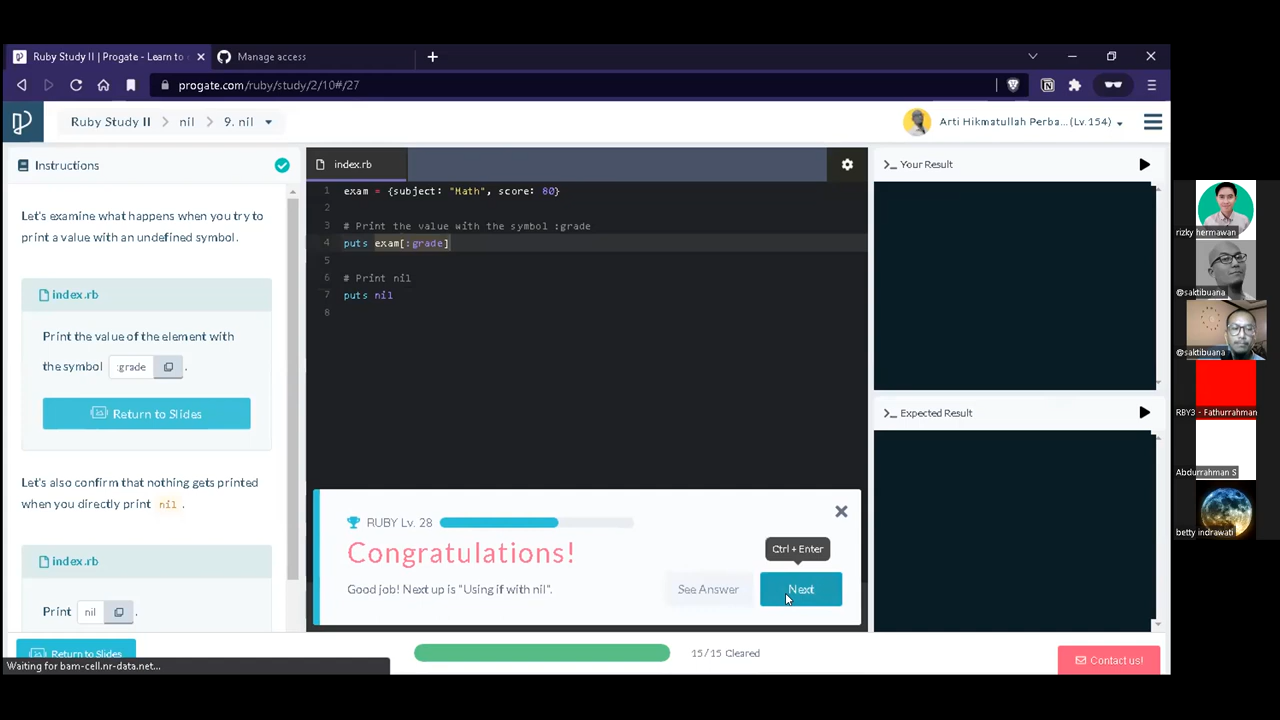 Ruby Study II | Progate - Learn to
Manage access
progate.com/ruby/study/2/10#/27
Ruby Study II
nil
9. nil
Arti Hikmatullah Perba...(Lv.154)
Instructions
Let's examine what happens when you try to
print a value with an undefined symbol.
index.rb
Print the value of the element with
the symbol :grade .
Return to Slides
Let's also confirm that nothing gets printed
when you directly print nil .
index.rb
Print nil .
Return to Slides
index.rb
1 exam = {subject: "Math", score: 80}
2
3 # Print the value with the symbol :grade
4 puts exam[:grade]
5
6 # Print nil
7 puts nil
8
RUBY Lv. 28
Congratulations!
Good job! Next up is "Using if with nil".
See Answer
Ctrl + Enter
Next
>_ Your Result
>_ Expected Result
15/15 Cleared
Contact us!
Waiting for bam-cell.nr-data.net...
rizky hermawan
@saktibuana
@saktibuana
RBY3 - Fathurrahman
Abdurrahman S
betty indrawati